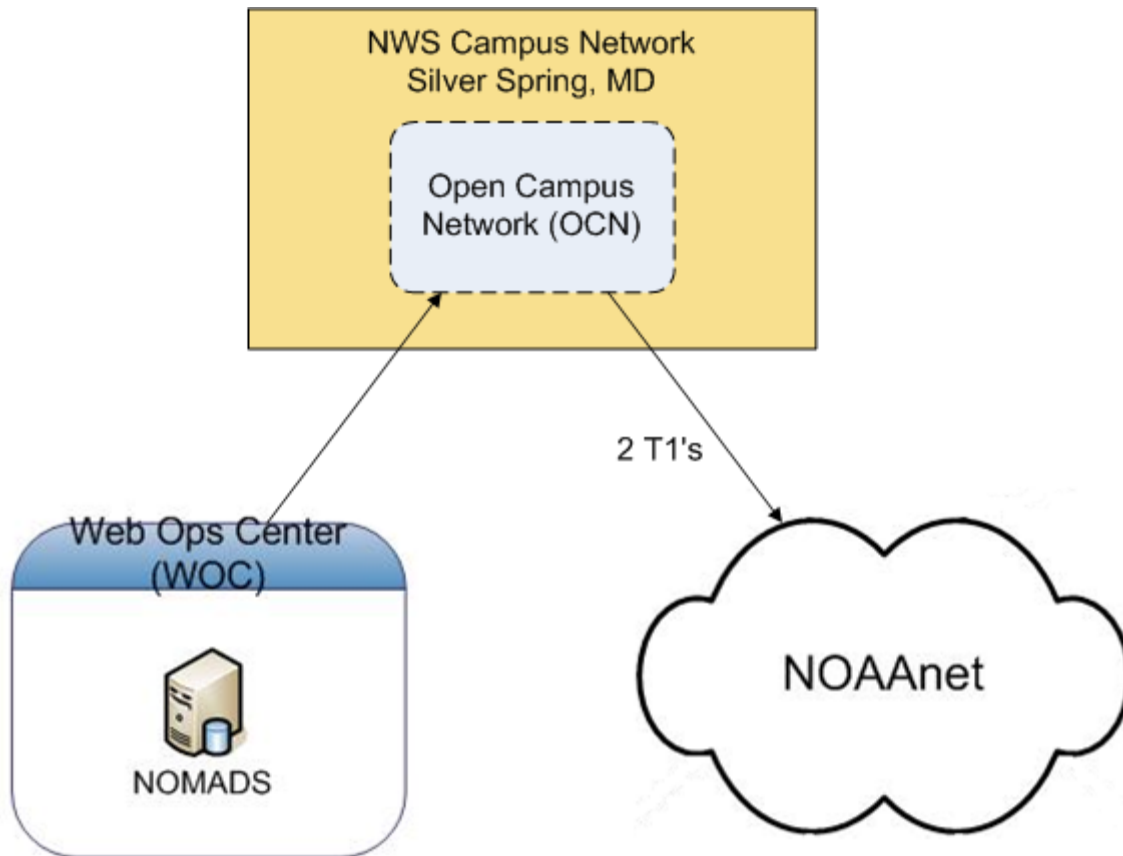 NWS Campus Network
Silver Spring, MD
Open Campus
Network (OCN)
2 T1's
Web Ops Center
(WOC)
NOMADS
NOAAnet